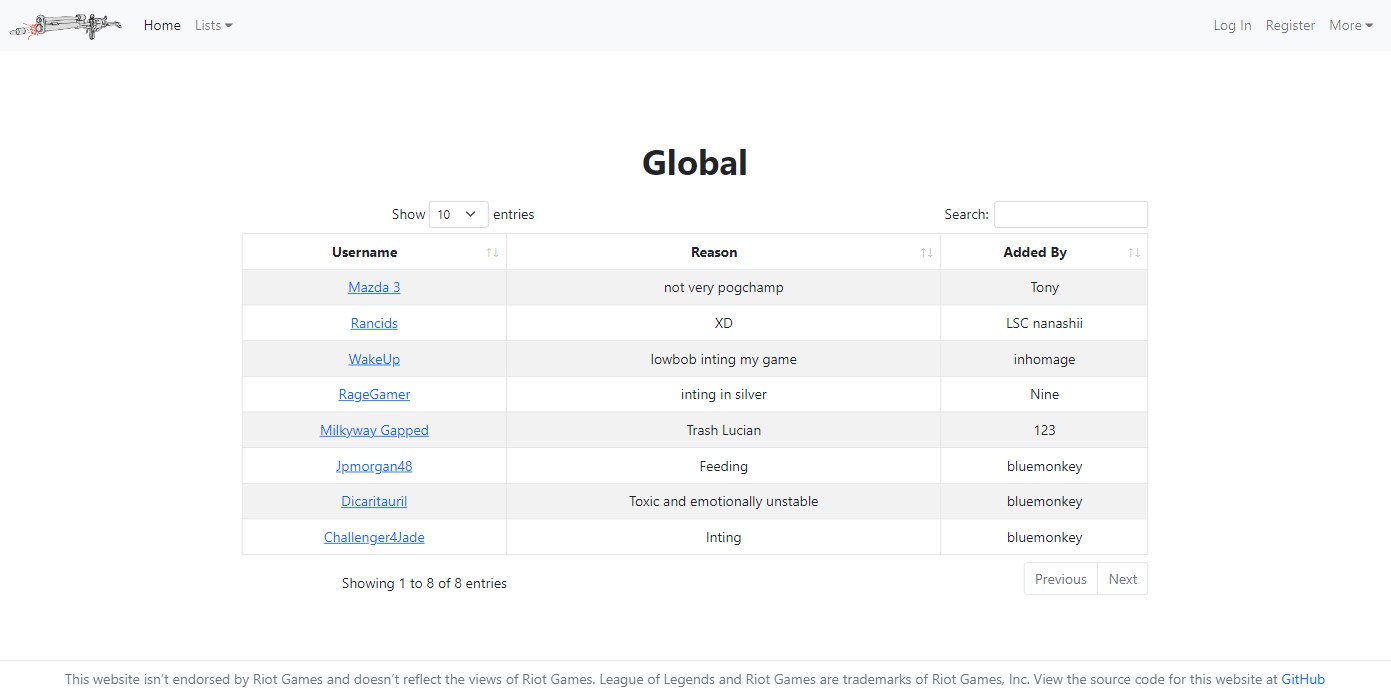 Home Lists Log In Register More
Global
Show 10 entries Search:
Username Reason Added By
Mazda 3 not very pogchamp Tony
Rancids XD LSC nanashii
WakeUp lowbob inting my game inhomage
RageGamer inting in silver Nine
Milkyway Gapped Trash Lucian 123
Jpmorgan48 Feeding bluemonkey
Dicaritauril Toxic and emotionally unstable bluemonkey
Challenger4Jade Inting bluemonkey
Showing 1 to 8 of 8 entries Previous Next
This website isn't endorsed by Riot Games and doesn't reflect the views of Riot Games. League of Legends and Riot Games are trademarks of Riot Games, Inc. View the source code for this website at GitHub